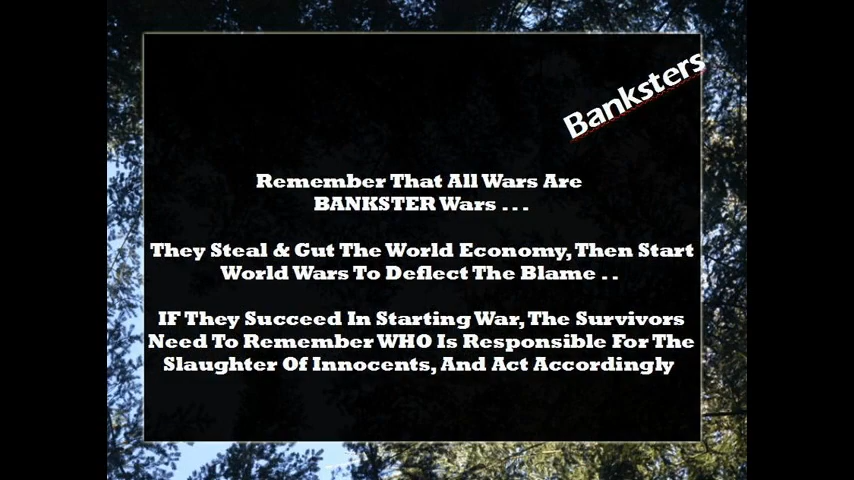 Banksters
Remember That All Wars Are
BANKSTER Wars . . .
They Steal & Gut The World Economy, Then Start
World Wars To Deflect The Blame . .
IF They Succeed In Starting War, The Survivors
Need To Remember WHO Is Responsible For The
Slaughter Of Innocents, And Act Accordingly